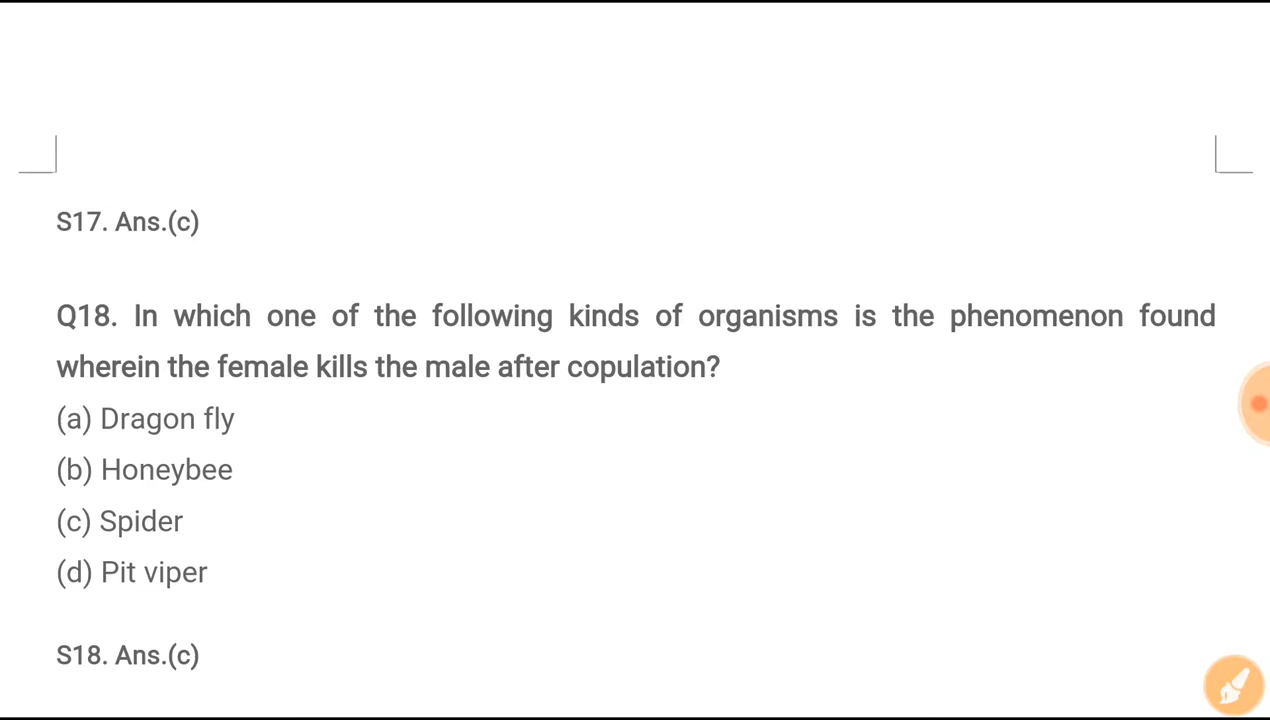 S17. Ans.(c)
Q18. In which one of the following kinds of organisms is the phenomenon found
wherein the female kills the male after copulation?
(a) Dragon fly
(b) Honeybee
(c) Spider
(d) Pit viper
S18. Ans.(c)